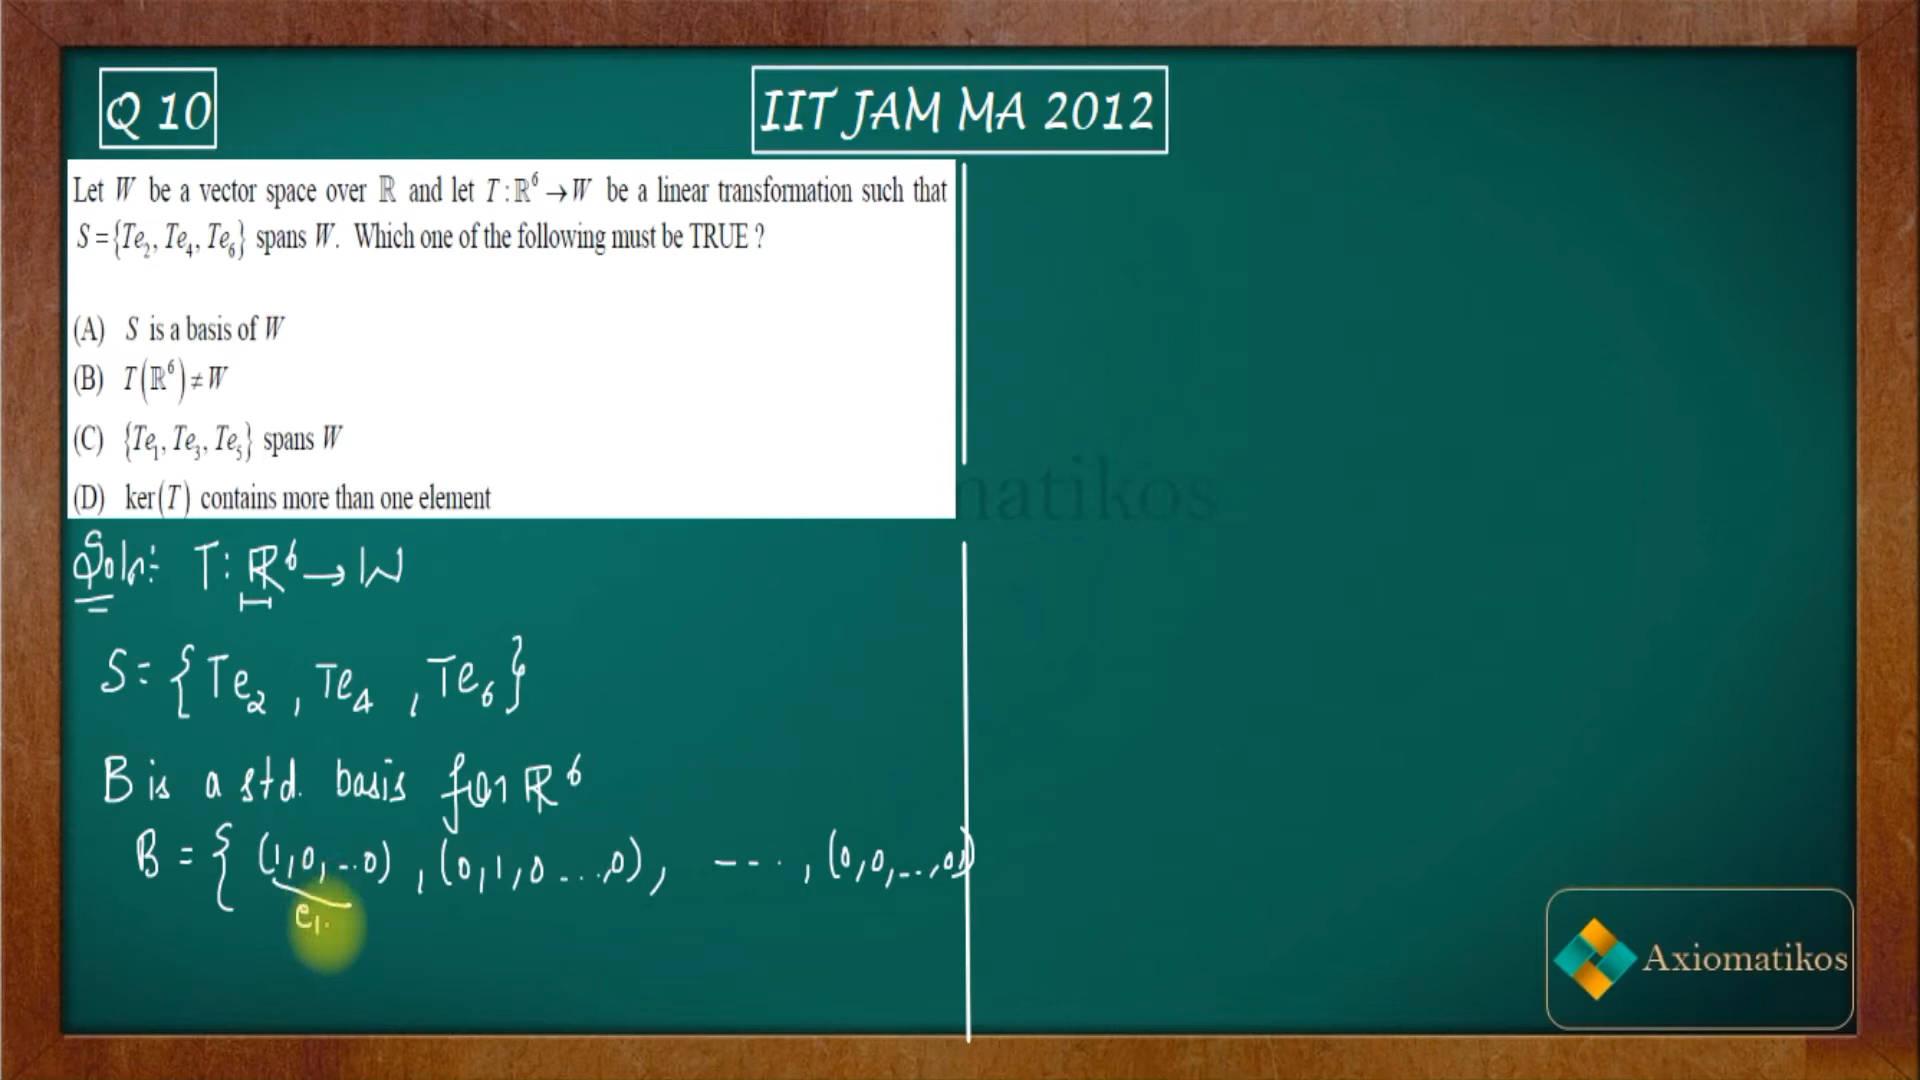 Q 10
IIT JAM MA 2012
Let W be a vector space over ℝ and let T : ℝ⁶ → W be a linear transformation such that
S = {Te₂, Te₄, Te₆} spans W. Which one of the following must be TRUE ?
(A) S is a basis of W
(B) T(ℝ⁶) ≠ W
(C) {Te₁, Te₃, Te₅} spans W
(D) ker(T) contains more than one element
Soln: T: ℝ⁶ → W
S = {Te₂, Te₄, Te₆}
B is a std. basis for ℝ⁶
B = { (1,0,...0), (0,1,0...,0), ----, (0,0,...,0,1)
e₁.
matikos
Axiomatikos